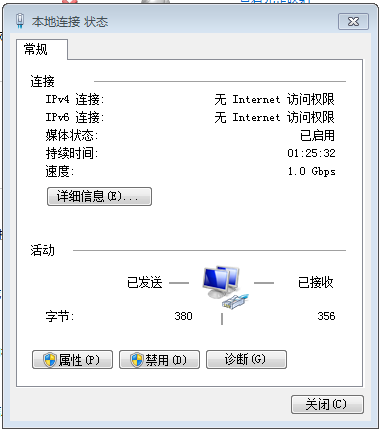 本地连接 状态
常规
连接
IPv4 连接: 无 Internet 访问权限
IPv6 连接: 无 Internet 访问权限
媒体状态: 已启用
持续时间: 01:25:32
速度: 1.0 Gbps
详细信息(E)...
活动
已发送 — 已接收
字节: 380 | 356
属性(P) 禁用(D) 诊断(G)
关闭(C)